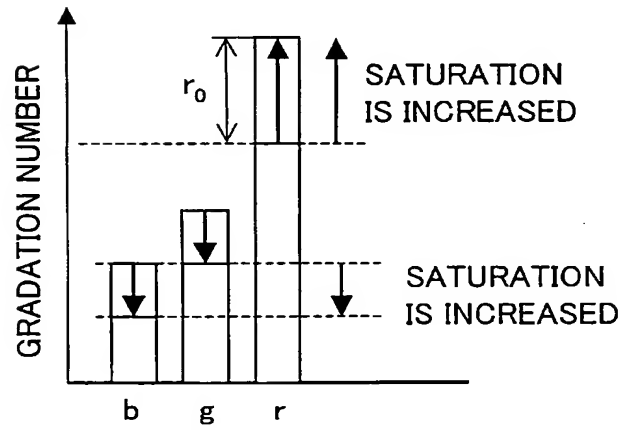 GRADATION NUMBER
r₀
SATURATION
IS INCREASED
SATURATION
IS INCREASED
b g r